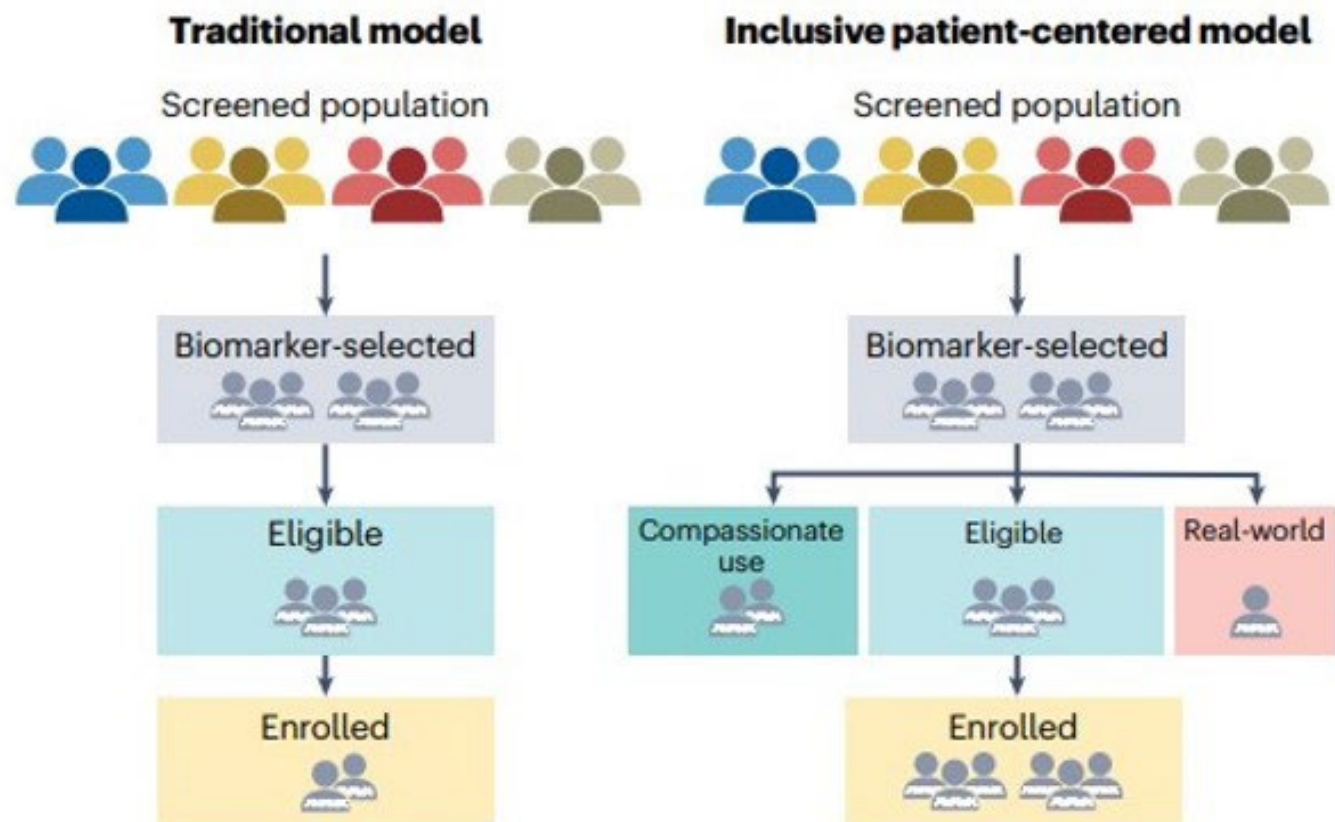 Traditional model
Screened population
Biomarker-selected
Eligible
Enrolled
Inclusive patient-centered model
Screened population
Biomarker-selected
Compassionate
use
Eligible
Real-world
Enrolled